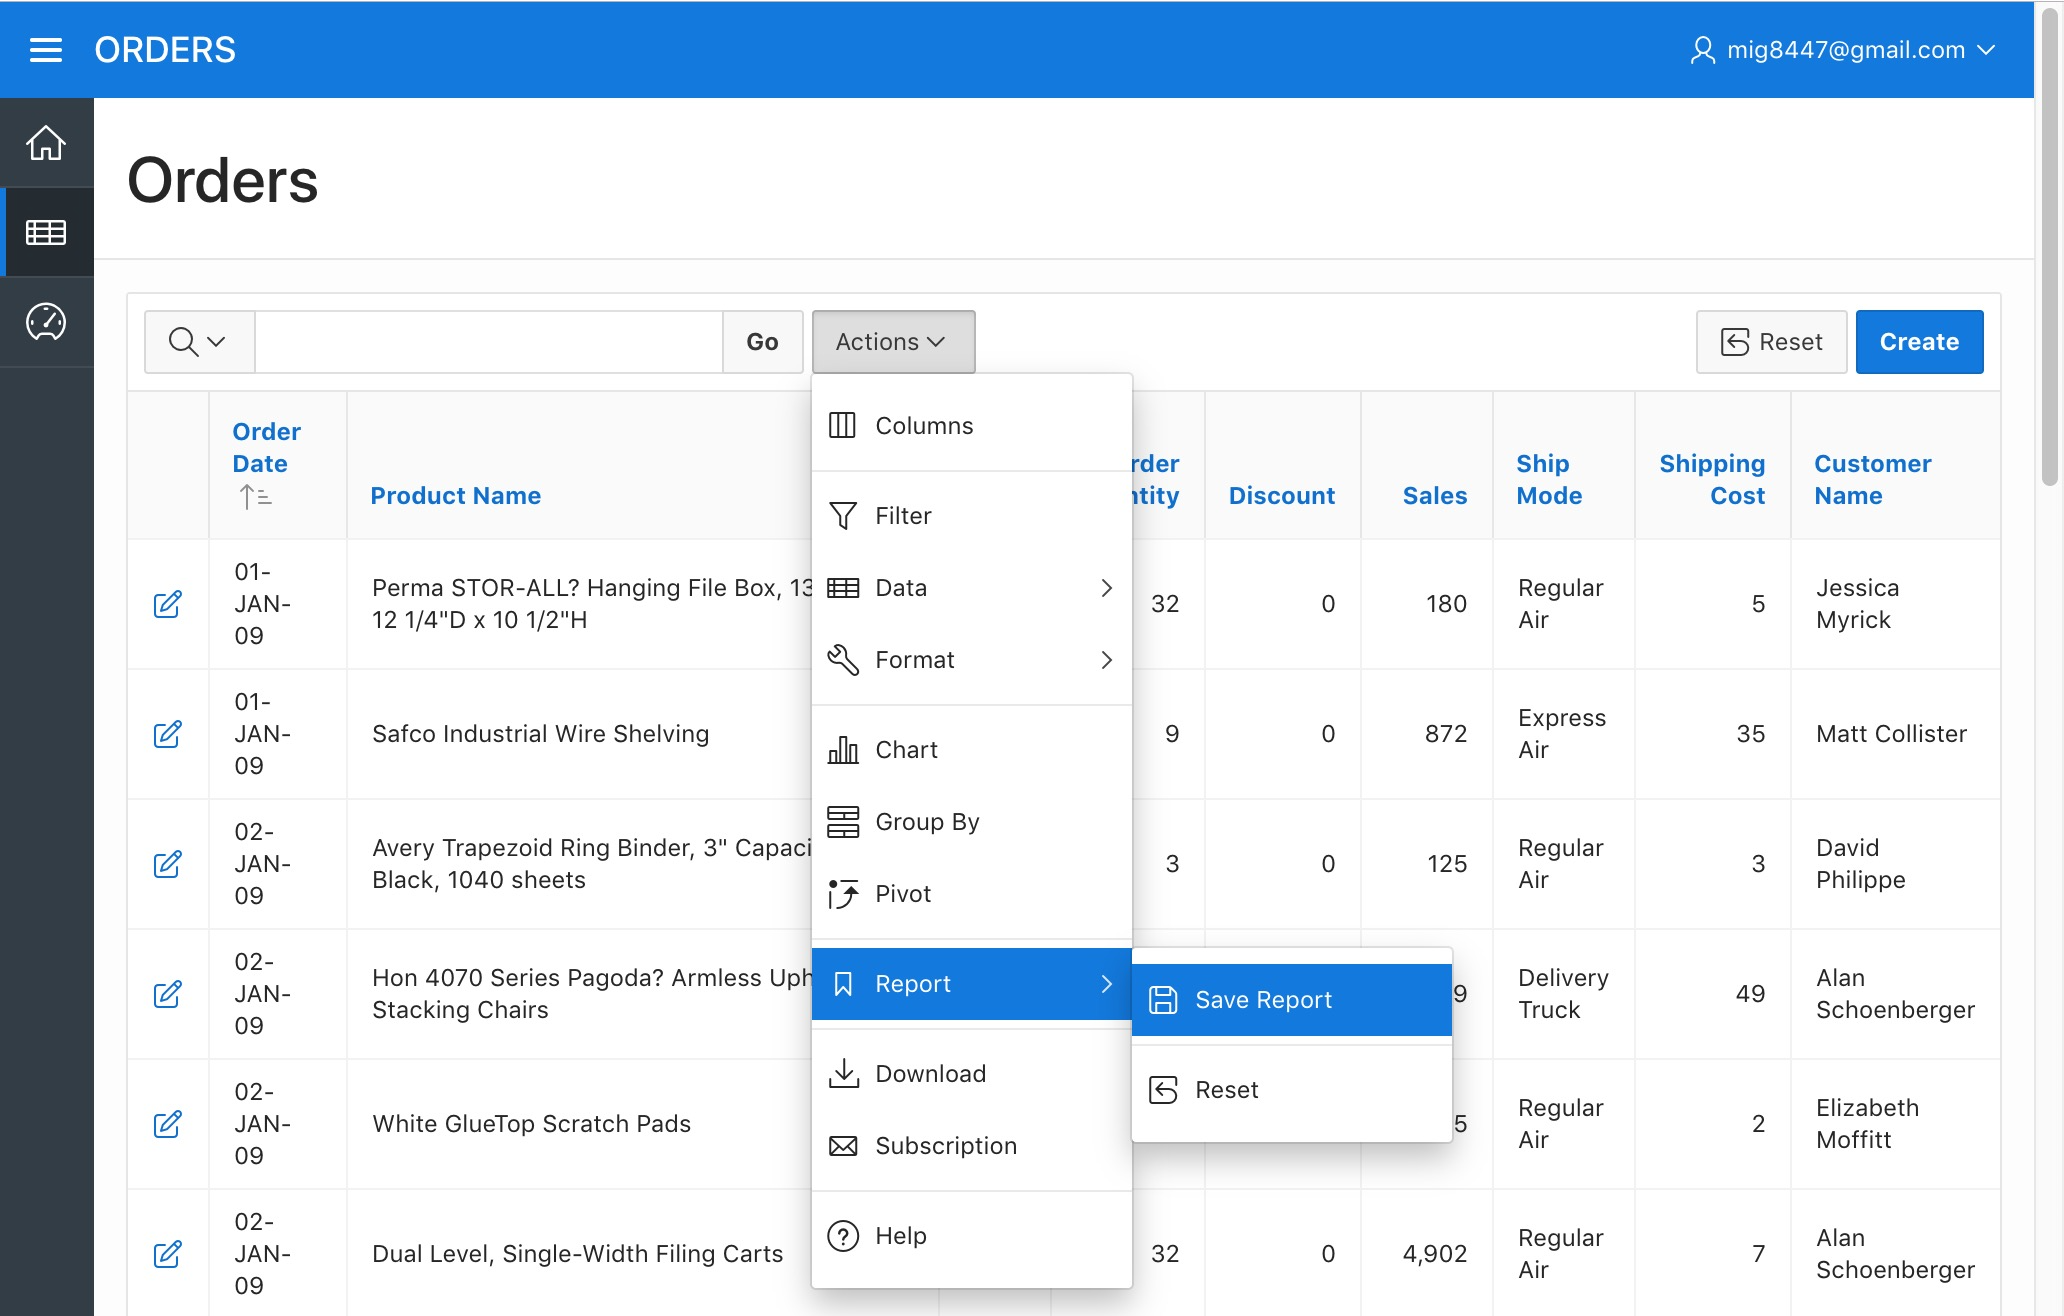 ORDERS
mig8447@gmail.com
Orders
Go
Actions
Reset
Create
Order
Date
Product Name
rder
ntity
Discount
Sales
Ship
Mode
Shipping
Cost
Customer
Name
Columns
Filter
Data
Format
Chart
Group By
Pivot
Report
Download
Subscription
? Help
Save Report
Reset
01-
JAN-
09
Perma STOR-ALL? Hanging File Box, 13
12 1/4"D x 10 1/2"H
32
0
180
Regular
Air
5
Jessica
Myrick
01-
JAN-
09
Safco Industrial Wire Shelving
9
0
872
Express
Air
35
Matt Collister
02-
JAN-
09
Avery Trapezoid Ring Binder, 3" Capaci
Black, 1040 sheets
3
0
125
Regular
Air
3
David
Philippe
02-
JAN-
09
Hon 4070 Series Pagoda? Armless Uph
Stacking Chairs
9
Delivery
Truck
49
Alan
Schoenberger
02-
JAN-
09
White GlueTop Scratch Pads
5
Regular
Air
2
Elizabeth
Moffitt
02-
JAN-
09
Dual Level, Single-Width Filing Carts
32
0
4,902
Regular
Air
7
Alan
Schoenberger